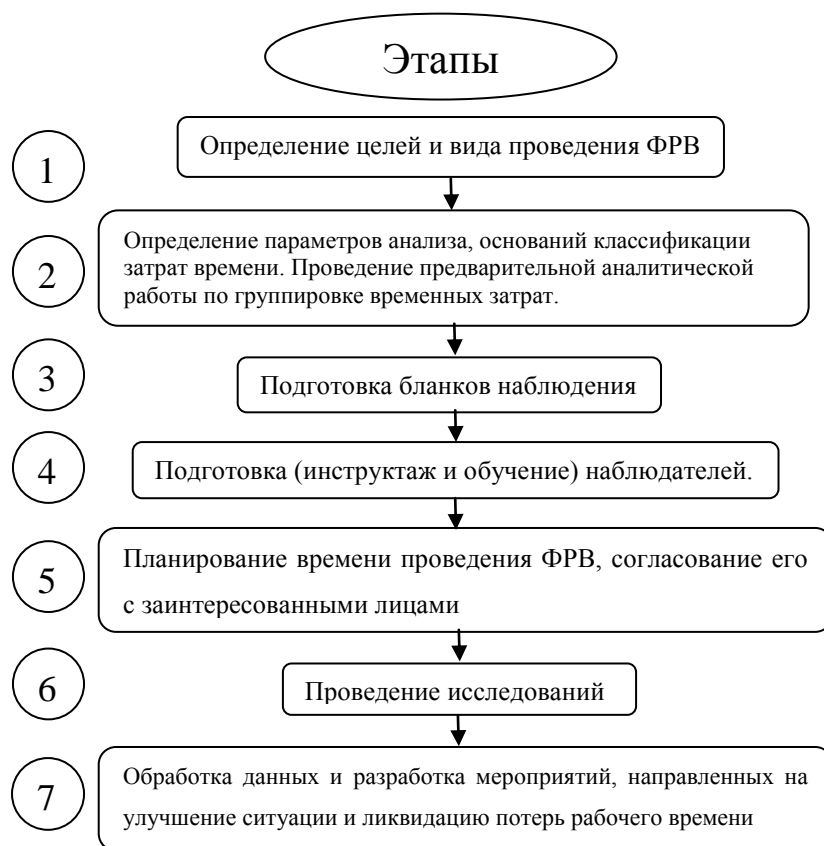 Этапы
1
Определение целей и вида проведения ФРВ
2
Определение параметров анализа, оснований классификации
затрат времени. Проведение предварительной аналитической
работы по группировке временных затрат.
3
Подготовка бланков наблюдения
4
Подготовка (инструктаж и обучение) наблюдателей.
5
Планирование времени проведения ФРВ, согласование его
с заинтересованными лицами
6
Проведение исследований
7
Обработка данных и разработка мероприятий, направленных на
улучшение ситуации и ликвидацию потерь рабочего времени